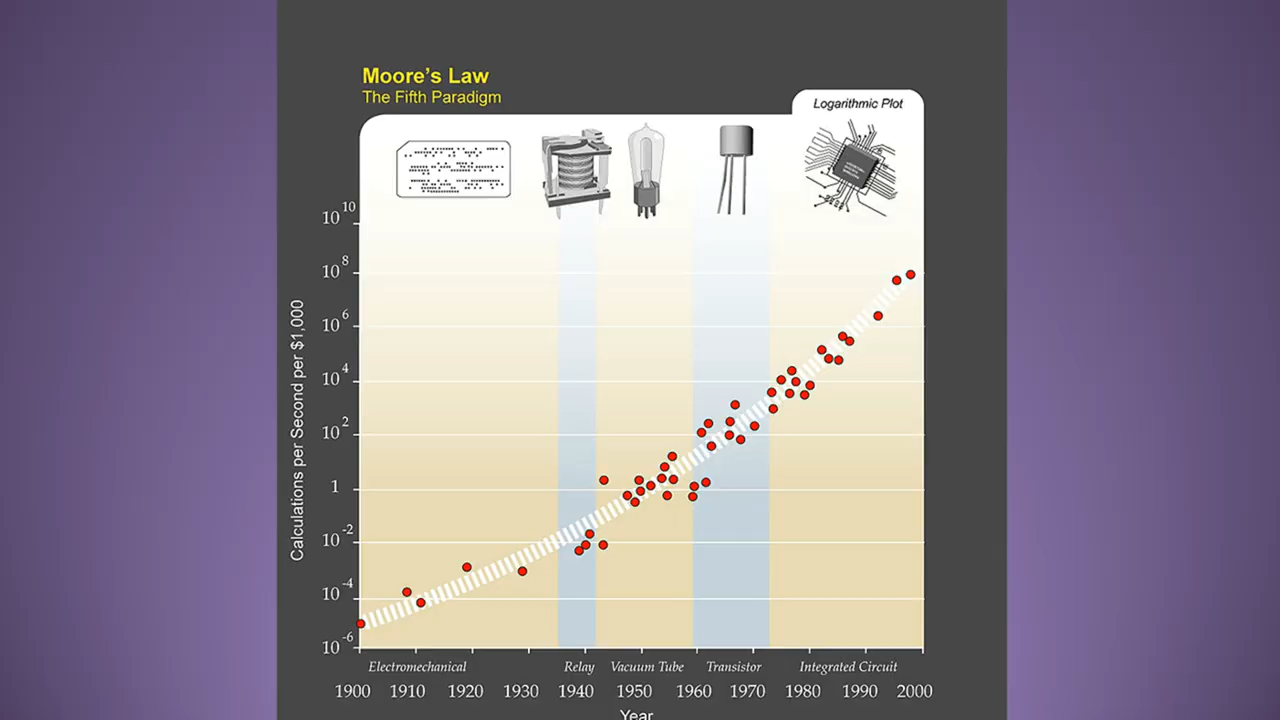 Moore's Law
The Fifth Paradigm
Logarithmic Plot
10^10
10^8
10^6
10^4
10^2
1
10^-2
10^-4
10^-6
Calculations per Second per $1,000
Electromechanical Relay Vacuum Tube Transistor Integrated Circuit
1900 1910 1920 1930 1940 1950 1960 1970 1980 1990 2000
Year